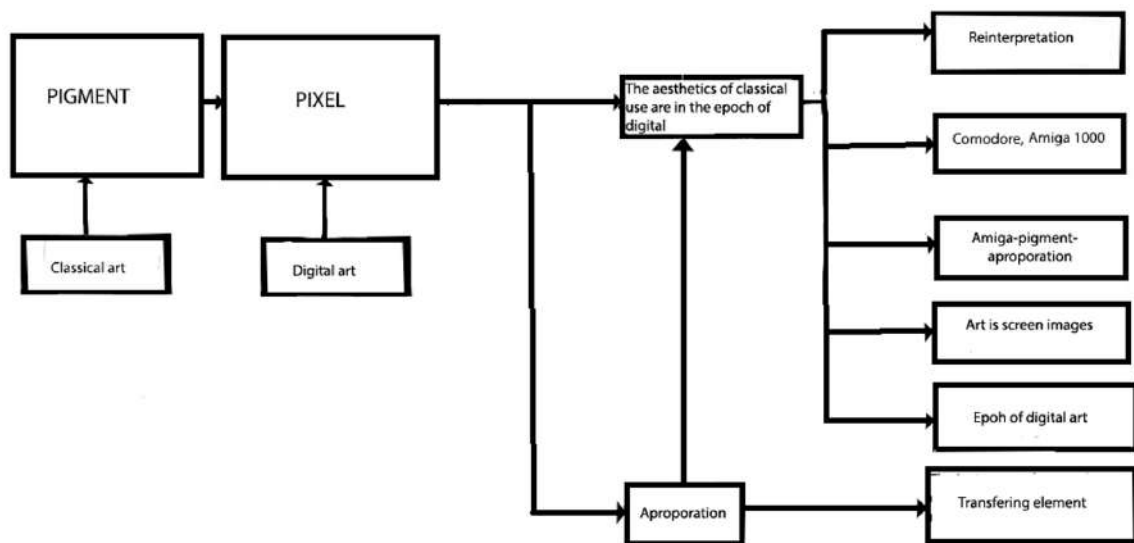 PIGMENT
PIXEL
Classical art
Digital art
The aesthetics of classical
use are in the epoch of
digital
Reinterpretation
Comodore, Amiga 1000
Amiga-pigment-
aproporation
Art is screen images
Epoh of digital art
Aproporation
Transfering element